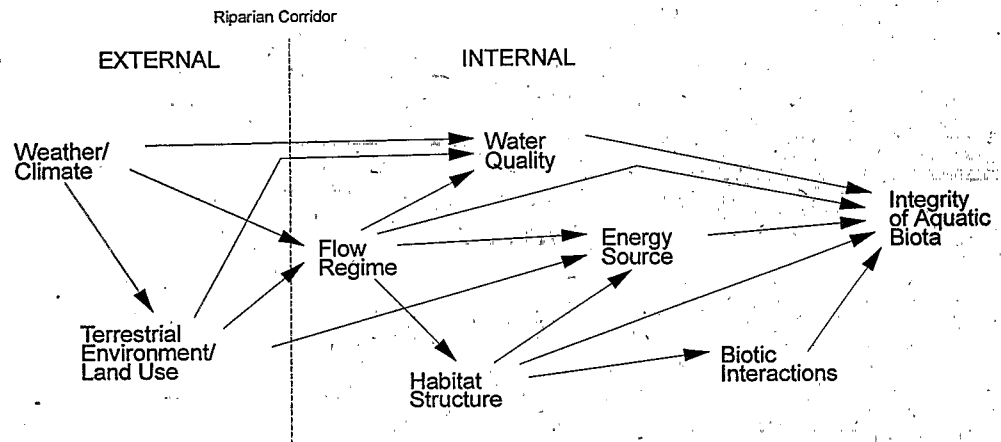 Riparian Corridor
EXTERNAL
INTERNAL
Weather/
Climate
Water
Quality
Integrity
of Aquatic
Biota
Flow
Regime
Energy
Source
Terrestrial
Environment/
Land Use
Habitat
Structure
Biotic
Interactions